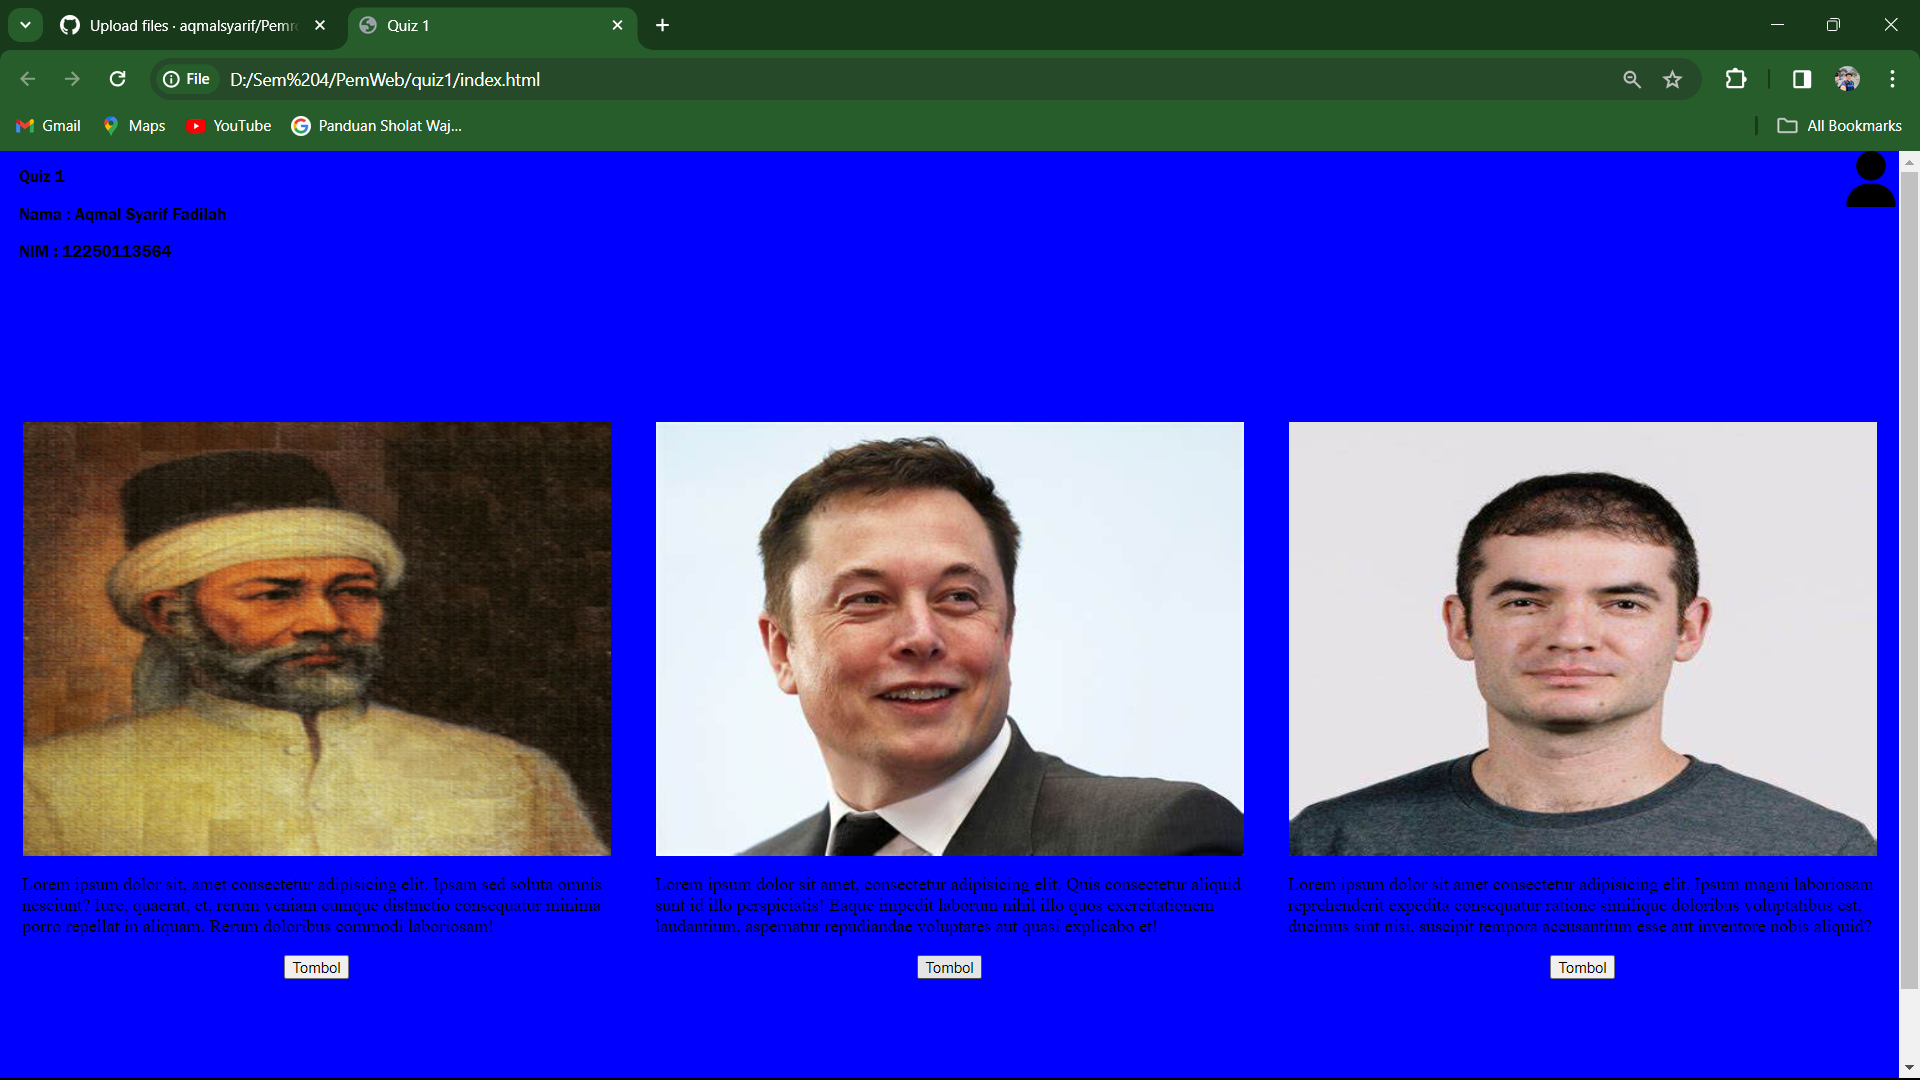 Upload files · aqmalsyarif/Pemr
Quiz 1
File
D:/Sem%204/PemWeb/quiz1/index.html
Gmail
Maps
YouTube
Panduan Sholat Waj...
All Bookmarks
Quiz 1
Nama : Aqmal Syarif Fadilah
NIM : 12250113564
Lorem ipsum dolor sit, amet consectetur adipisicing elit. Ipsam sed soluta omnis
nesciunt? Iure, quaerat, et, rerum veniam cumque distinctio consequatur minima
porro repellat in aliquam. Rerum doloribus commodi laboriosam!
Tombol
Lorem ipsum dolor sit amet, consectetur adipisicing elit. Quis consectetur aliquid
sunt id illo perspiciatis! Eaque impedit laborum nihil illo quos exercitationem
laudantium, aspernatur repudiandae voluptates aut quasi explicabo et!
Tombol
Lorem ipsum dolor sit amet consectetur adipisicing elit. Ipsum magni laboriosam
reprehenderit expedita consequatur ratione similique doloribus voluptatibus est,
ducimus sint nisi, suscipit tempora accusantium esse aut inventore nobis aliquid?
Tombol